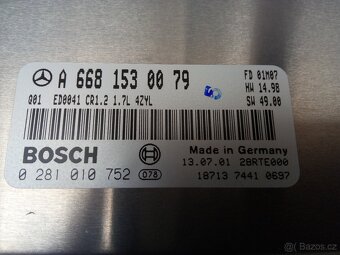 A 668 153 00 79
FD 01M07
HW 14.98
SW 49.00
Q01 ED0041 CR1.2 1.7L 4ZYL
BOSCH
Made in Germany
13.07.01 28RTE000
0 281 010 752 078
18713 7441 0697
bazos.cz